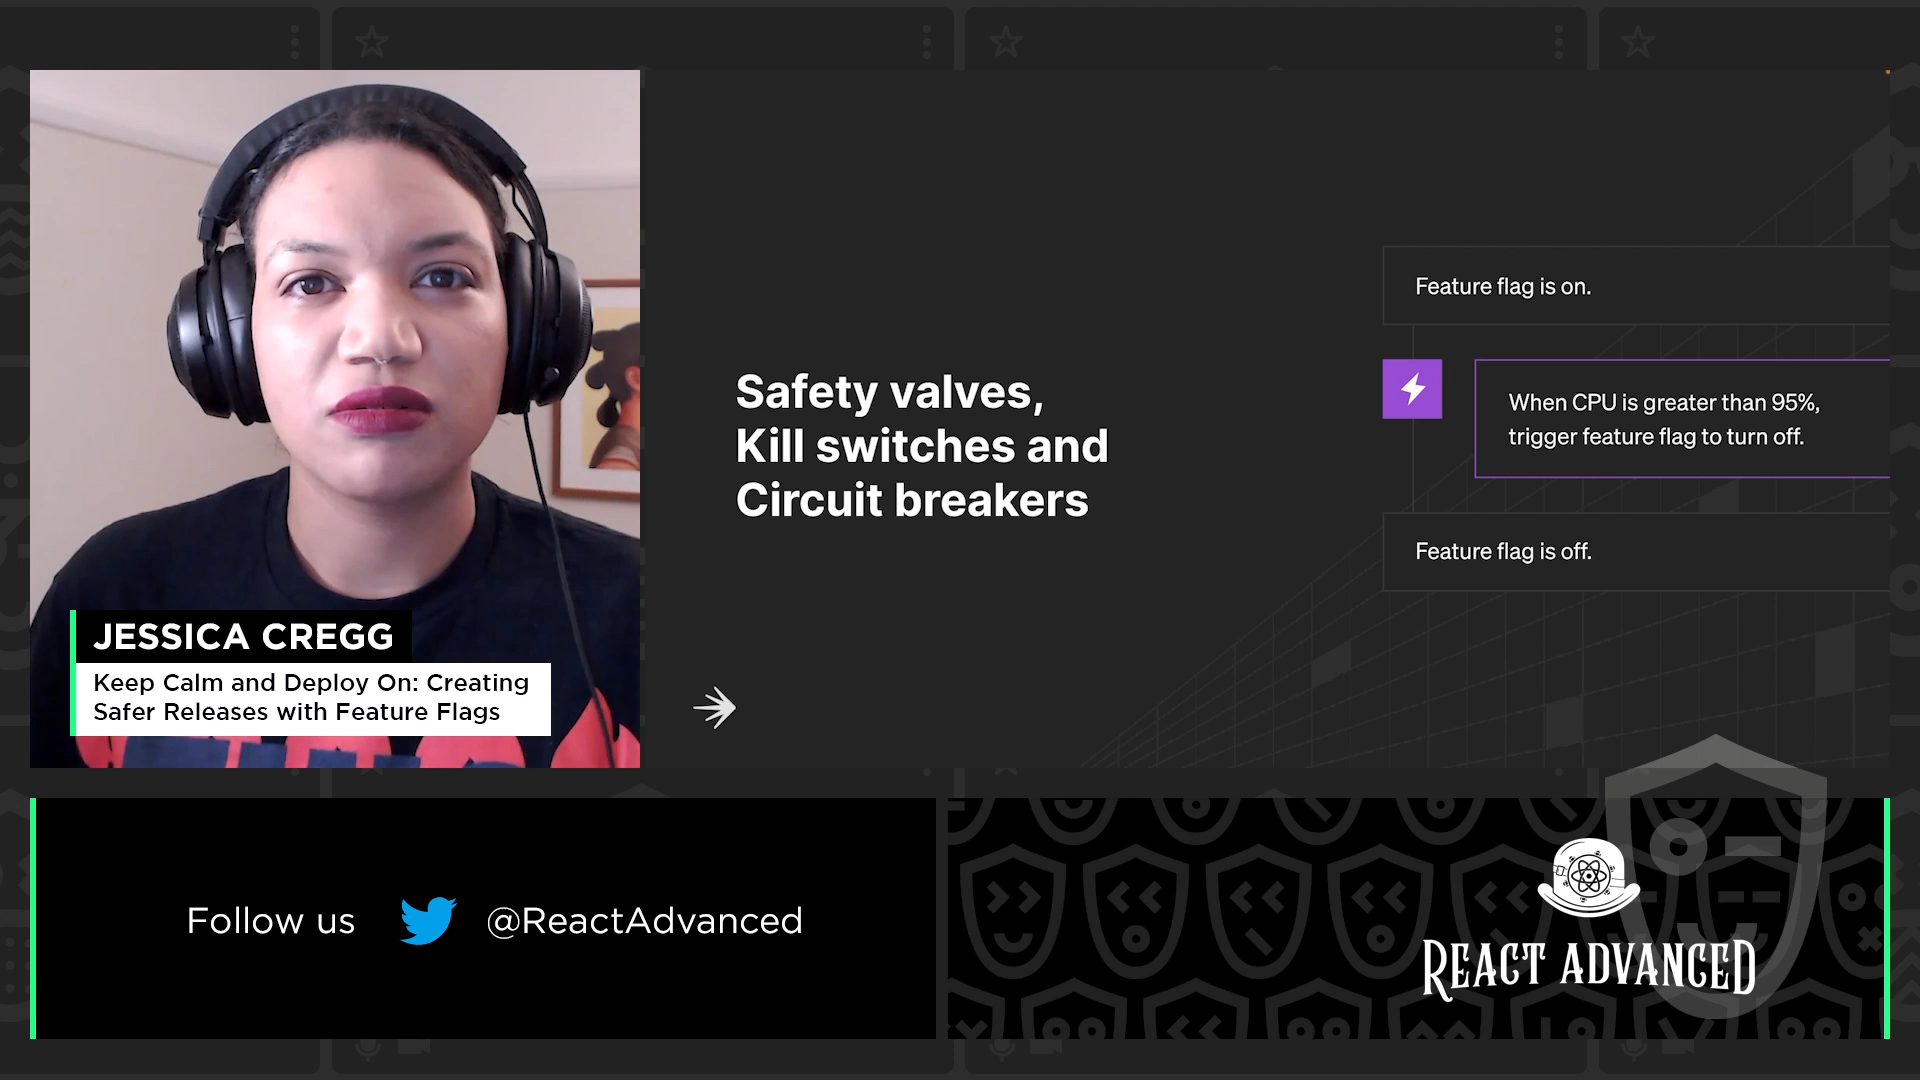 JESSICA CREGG
Keep Calm and Deploy On: Creating
Safer Releases with Feature Flags
Safety valves,
Kill switches and
Circuit breakers
Feature flag is on.
When CPU is greater than 95%,
trigger feature flag to turn off.
Feature flag is off.
Follow us
@ReactAdvanced
REACT ADVANCED